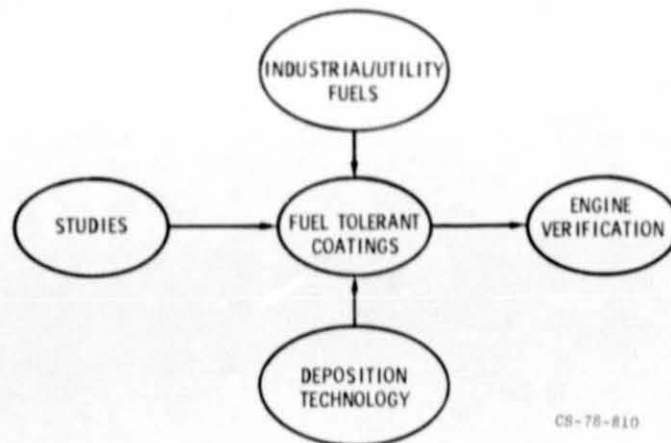 INDUSTRIAL/UTILITY
FUELS
STUDIES
FUEL TOLERANT
COATINGS
ENGINE
VERIFICATION
DEPOSITION
TECHNOLOGY
CS-78-810